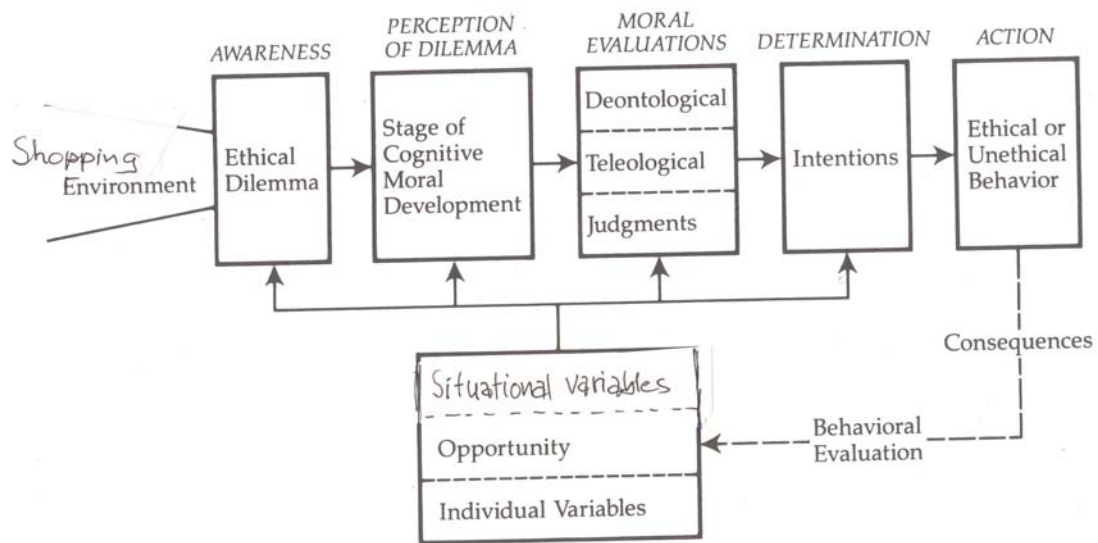 AWARENESS
PERCEPTION
OF DILEMMA
MORAL
EVALUATIONS
DETERMINATION
ACTION
Shopping
Environment
Ethical
Dilemma
Stage of
Cognitive
Moral
Development
Deontological
Teleological
Judgments
Intentions
Ethical or
Unethical
Behavior
Consequences
Behavioral
Evaluation
Situational variables
Opportunity
Individual Variables